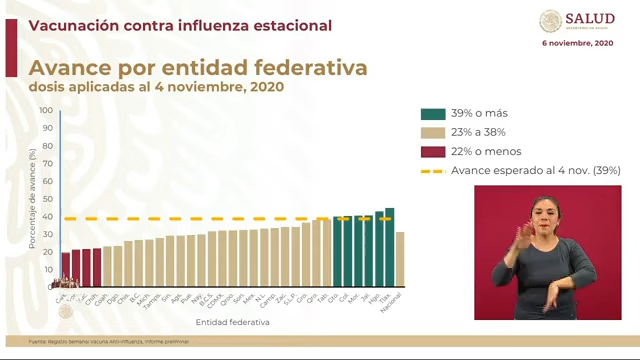 Vacunación contra influenza estacional
SALUD
SECRETARÍA DE SALUD
6 noviembre, 2020
Avance por entidad federativa
dosis aplicadas al 4 noviembre, 2020
100
90
80
70
60
50
40
30
20
10
0
Porcentaje de avance (%)
39% o más
23% a 38%
22% o menos
Avance esperado al 4 nov. (39%)
Chih. Coah. Dgo. Chis. B.C. Mich. Tamps. Sin. Ags. Pue. Nay. B.C.S. CDMX. Qroo. Son. Mex. N.L. Camp. Zac. S.L.P. Gro. Qro. Tab. Gto. Col. Mor. Jal. Hgo. Tlax. Nacional
Entidad federativa
Fuente: Registro Semanal Vacuna Anti-Influenza, informe preliminar.